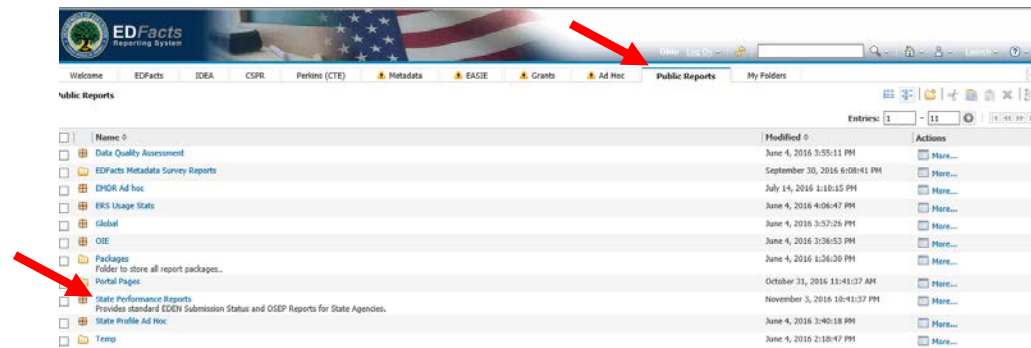 EDFacts
Reporting System
Ohio Log On
Welcome EDFacts IDEA CSPR Perkins (CTE) Metadata EASIE Grants Ad Hoc Public Reports My Folders
Public Reports
Entries: 1 - 11
Name Modified Actions
Data Quality Assessment June 4, 2016 3:55:11 PM More...
EDFacts Metadata Survey Reports September 30, 2016 6:08:41 PM More...
EMDR Ad hoc July 14, 2016 1:10:15 PM More...
ERS Usage Stats June 4, 2016 4:06:47 PM More...
Global June 4, 2016 3:57:26 PM More...
OIE June 4, 2016 3:36:53 PM More...
Packages June 4, 2016 1:36:30 PM More...
Folder to store all report packages..
Portal Pages October 31, 2016 11:41:37 AM More...
State Performance Reports November 3, 2016 10:41:37 PM More...
Provides standard EDEN Submission Status and OSEP Reports for State Agencies.
State Profile Ad Hoc June 4, 2016 3:40:18 PM More...
Temp June 4, 2016 2:18:47 PM More...